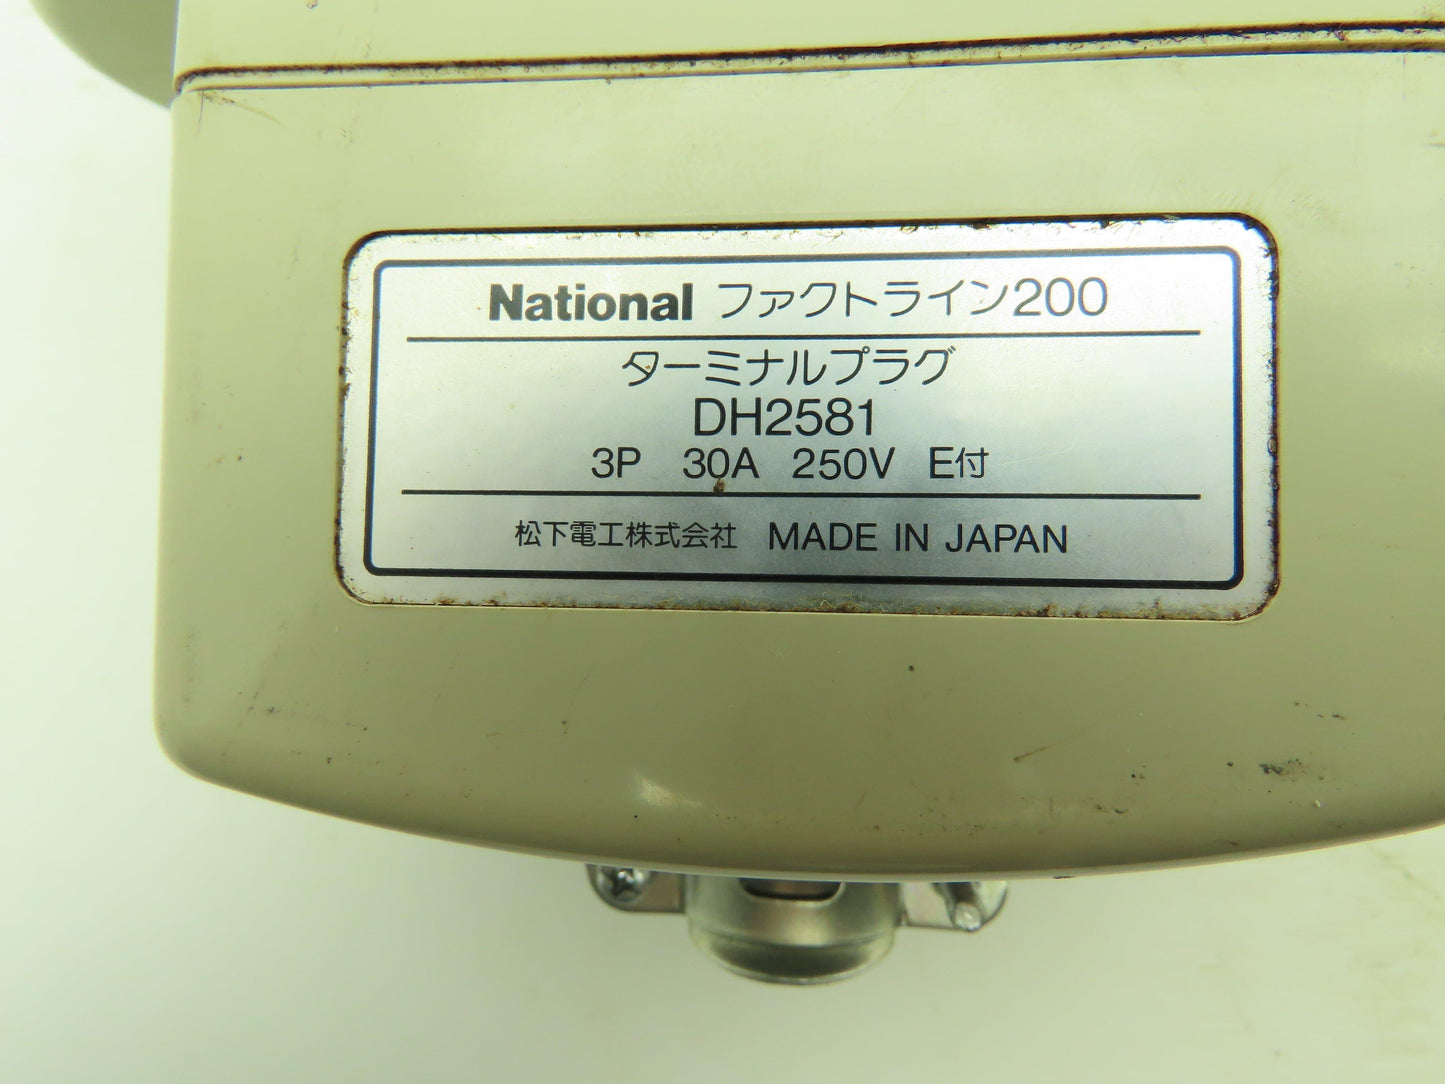 National ファクトライン200
ターミナルプラグ
DH2581
3P 30A 250V E付
松下電工株式会社 MADE IN JAPAN